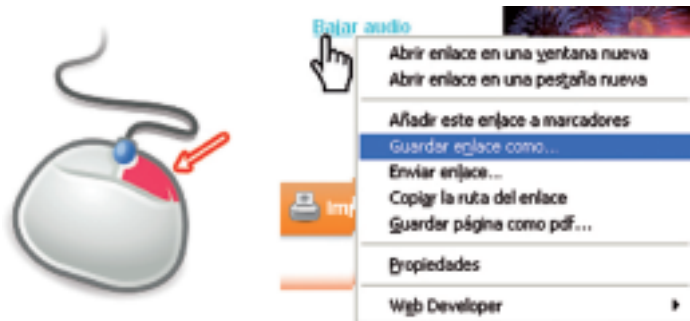 Bajar audio
Abrir enlace en una ventana nueva
Abrir enlace en una pestaña nueva
Añadir este enlace a marcadores
Guardar enlace como...
Enviar enlace...
Copiar la ruta del enlace
Guardar página como pdf...
Propiedades
Web Developer